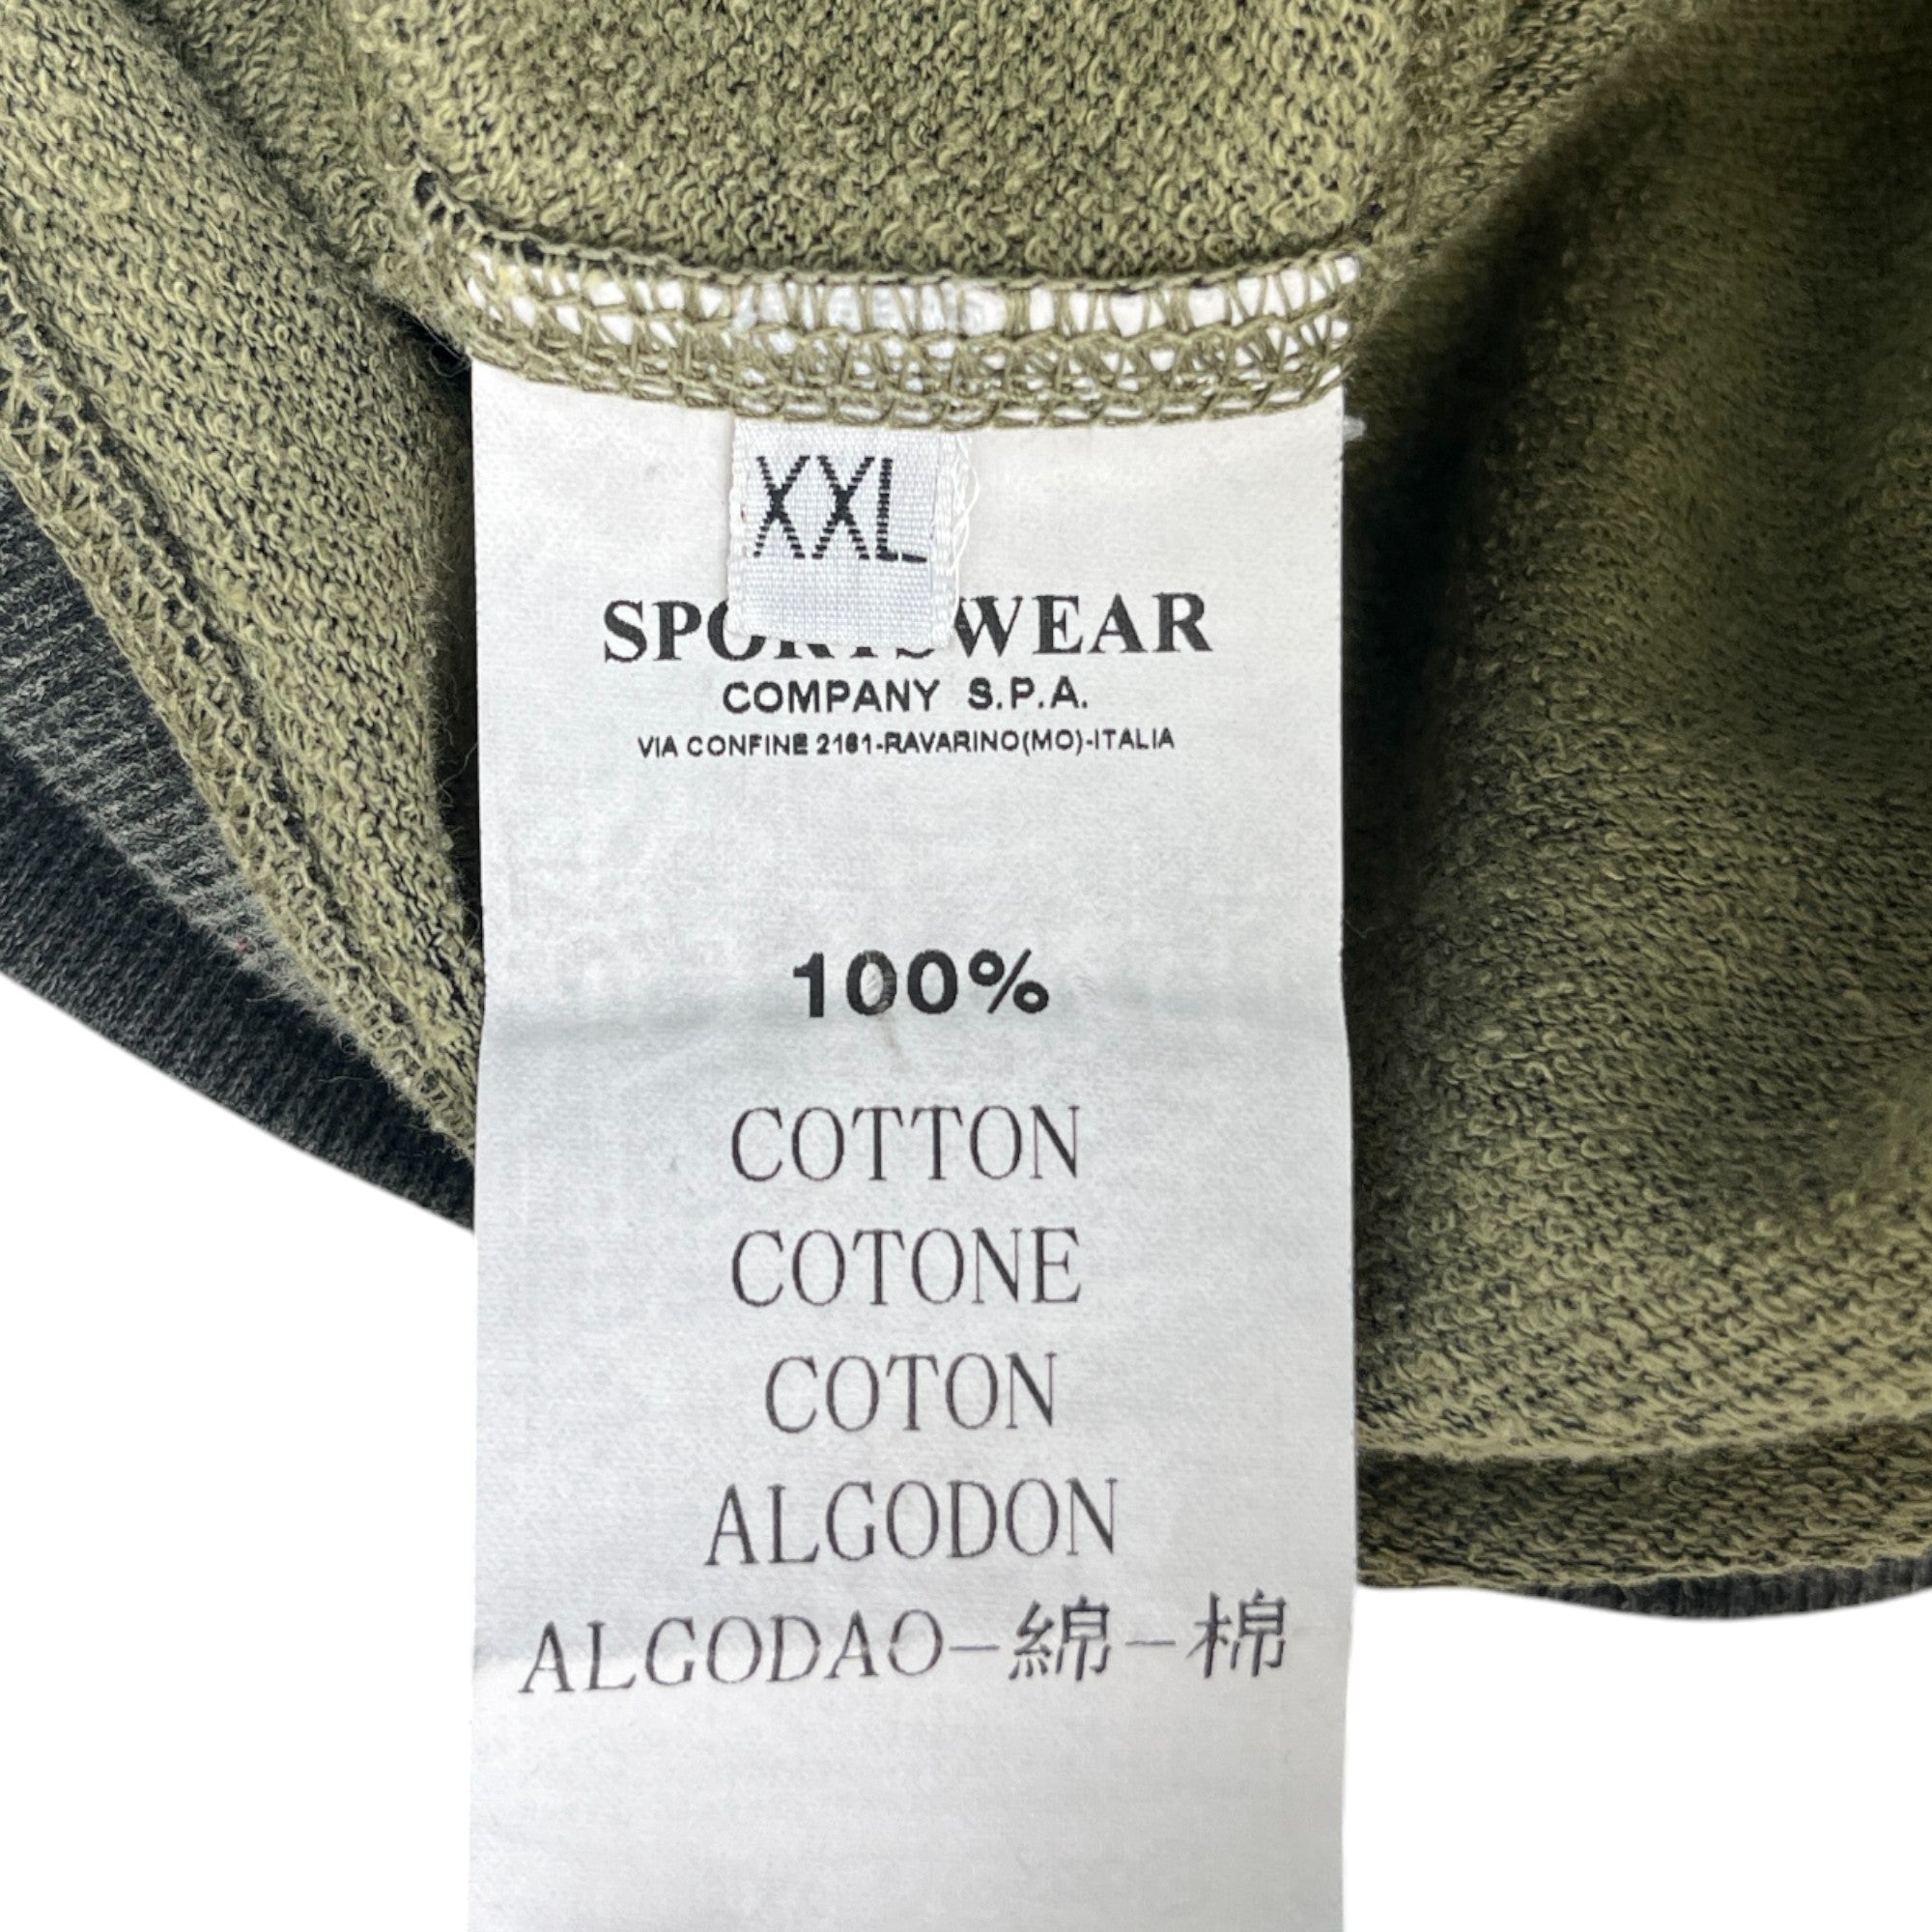 XXL
SPORTSWEAR
COMPANY S.P.A.
VIA CONFINE 2161-RAVARINO(MO)-ITALIA
100%
COTTON
COTONE
COTON
ALGODON
ALGODAO-綿-棉